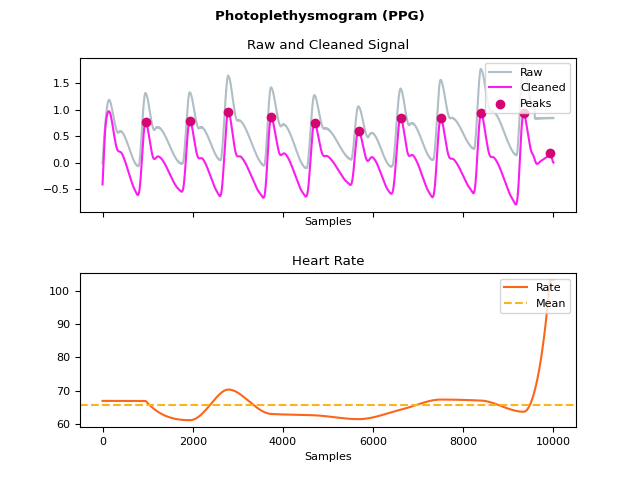 Photoplethysmogram (PPG)
Raw and Cleaned Signal
Raw
Cleaned
Peaks
1.5
1.0
0.5
0.0
−0.5
Samples
Heart Rate
Rate
Mean
100
90
80
70
60
0 2000 4000 6000 8000 10000
Samples